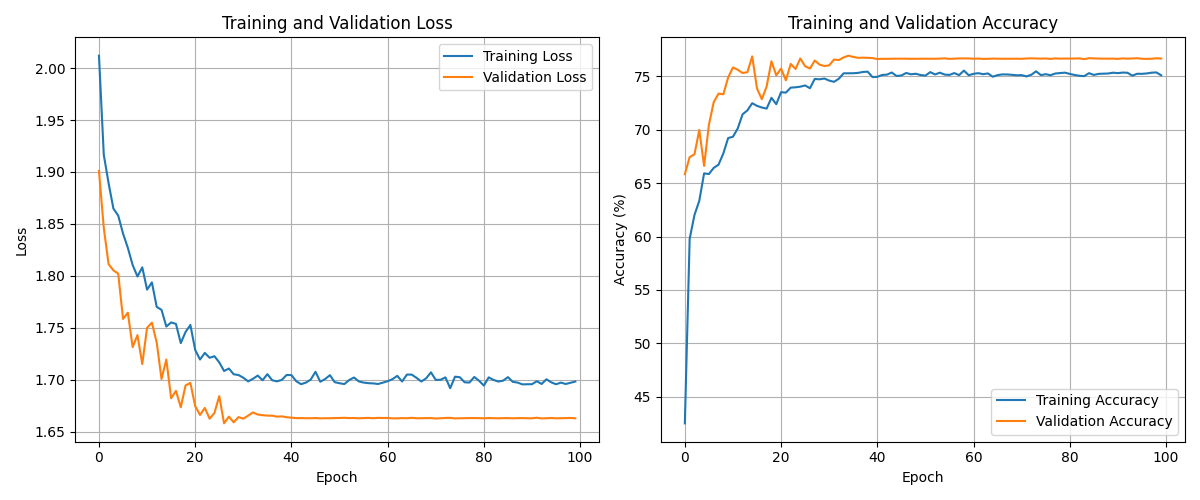 Training and Validation Loss
Training Loss
Validation Loss
2.00
1.95
1.90
1.85
1.80
1.75
1.70
1.65
Loss
0 20 40 60 80 100
Epoch
Training and Validation Accuracy
75
70
65
60
55
50
45
Accuracy (%)
Training Accuracy
Validation Accuracy
0 20 40 60 80 100
Epoch